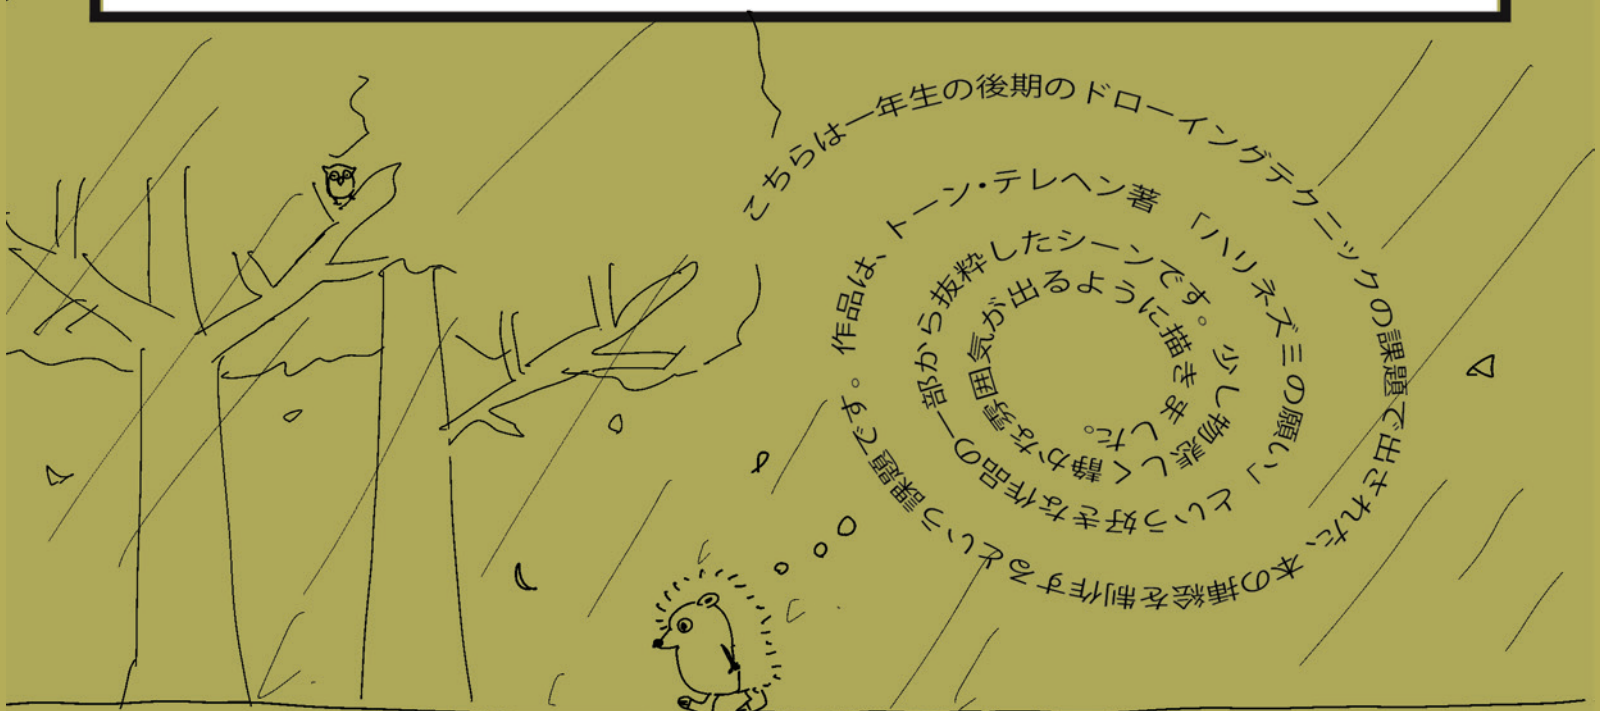 こちらは一年生の後期のドローイングテクニックの課題で出された、本の挿絵を制作するという課題です。作品は、トーン・テレヘン著「ハリネズミの願い」という好きな作品の一部から抜粋したシーンです。少し物悲しく静かな雰囲気が出るように描きました。